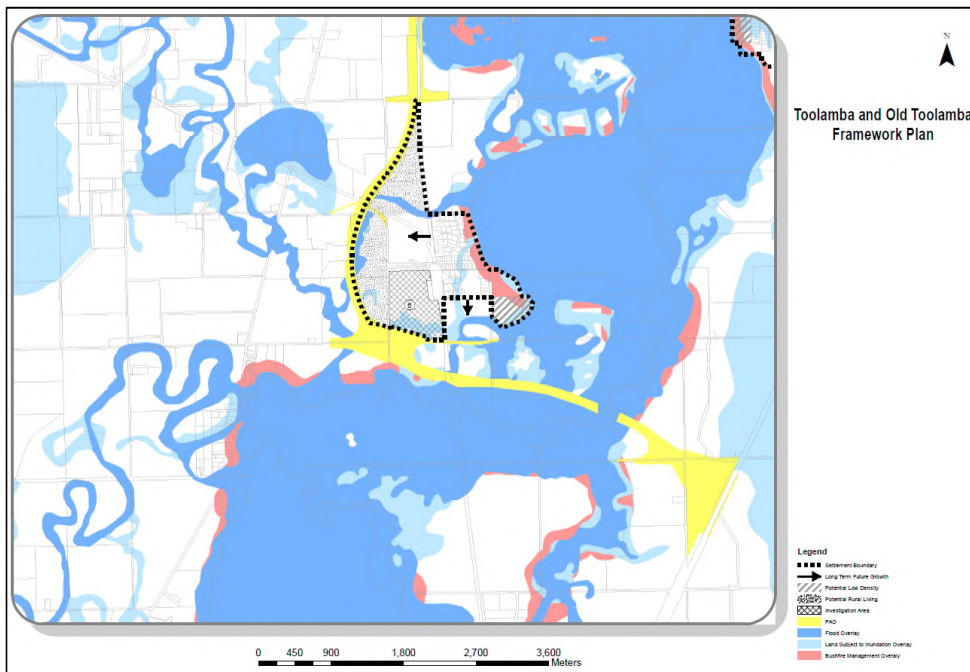 N
Toolamba and Old Toolamba
Framework Plan
6
Legend
Settlement Boundary
Long Term Future Growth
Potential Low Density
Potential Rural Living
Investigation Area
PAO
Flood Overlay
Land Subject to Inundation Overlay
Bushfire Management Overlay
0 450 900 1,800 2,700 3,600
Meters